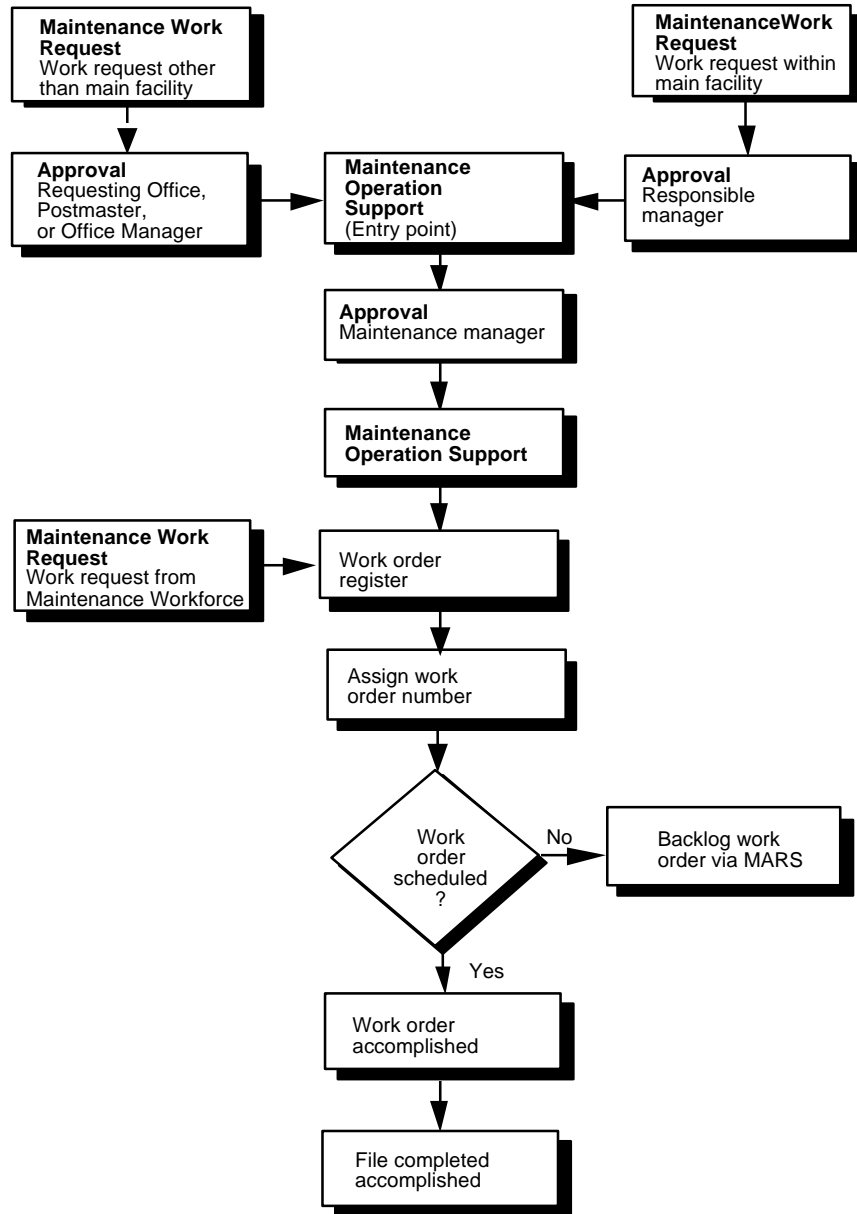 Maintenance Work
Request
Work request other
than main facility
MaintenanceWork
Request
Work request within
main facility
Approval
Requesting Office,
Postmaster,
or Office Manager
Maintenance
Operation
Support
(Entry point)
Approval
Responsible
manager
Approval
Maintenance manager
Maintenance
Operation Support
Maintenance Work
Request
Work request from
Maintenance Workforce
Work order
register
Assign work
order number
Work
order
scheduled
?
No
Backlog work
order via MARS
Yes
Work order
accomplished
File completed
accomplished